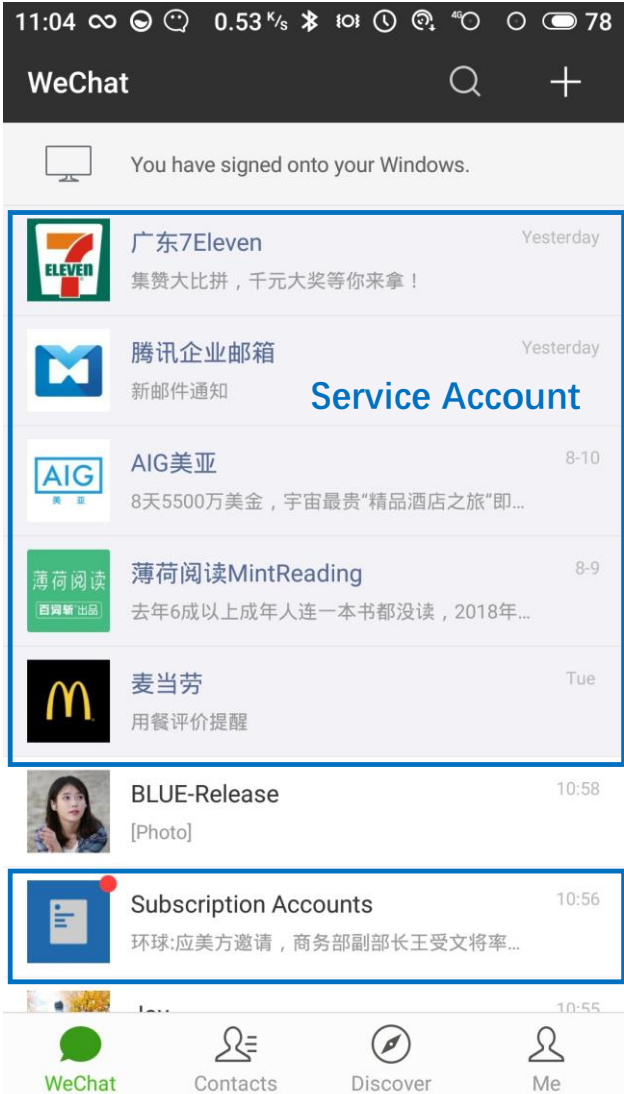 11:04 0.53 K/s 4G 78
WeChat
You have signed onto your Windows.
ELEVEN
广东7Eleven Yesterday
集赞大比拼，千元大奖等你来拿！
腾讯企业邮箱 Yesterday
新邮件通知
Service Account
AIG
美亚
AIG美亚 8-10
8天5500万美金，宇宙最贵“精品酒店之旅”即...
薄荷阅读
百词斩出品
薄荷阅读MintReading 8-9
去年6成以上成年人连一本书都没读，2018年...
麦当劳 Tue
用餐评价提醒
BLUE-Release 10:58
[Photo]
Subscription Accounts 10:56
环球:应美方邀请，商务部副部长王受文将率...
10:55
WeChat Contacts Discover Me